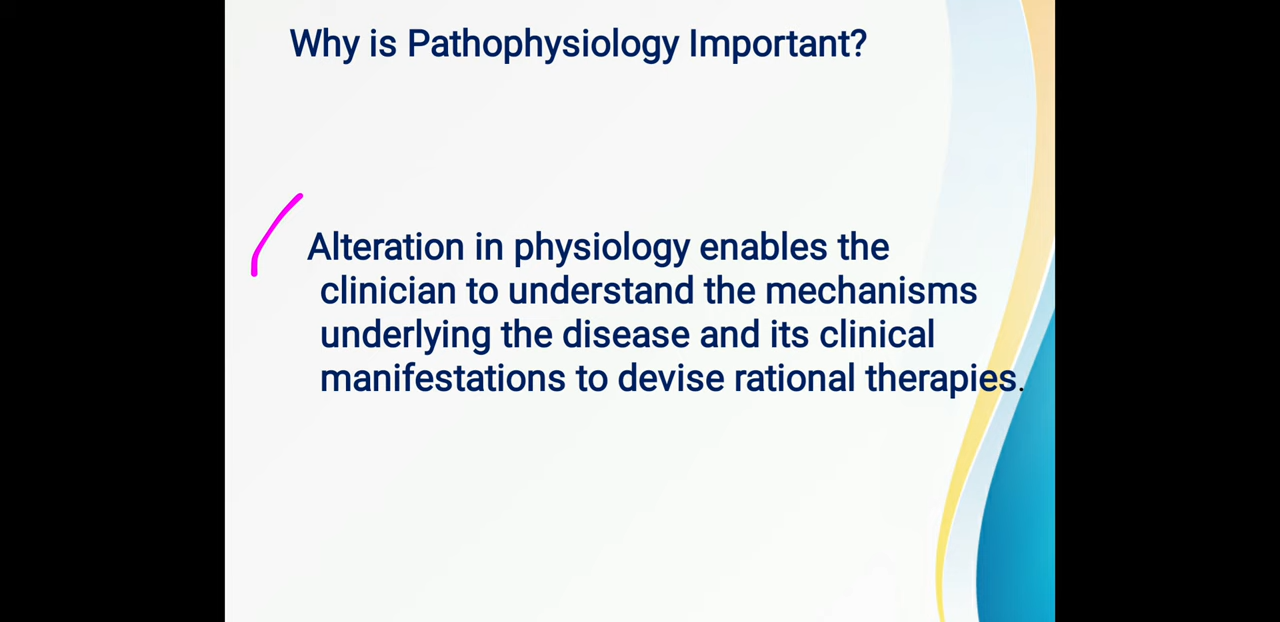 Why is Pathophysiology Important?
Alteration in physiology enables the
clinician to understand the mechanisms
underlying the disease and its clinical
manifestations to devise rational therapies.